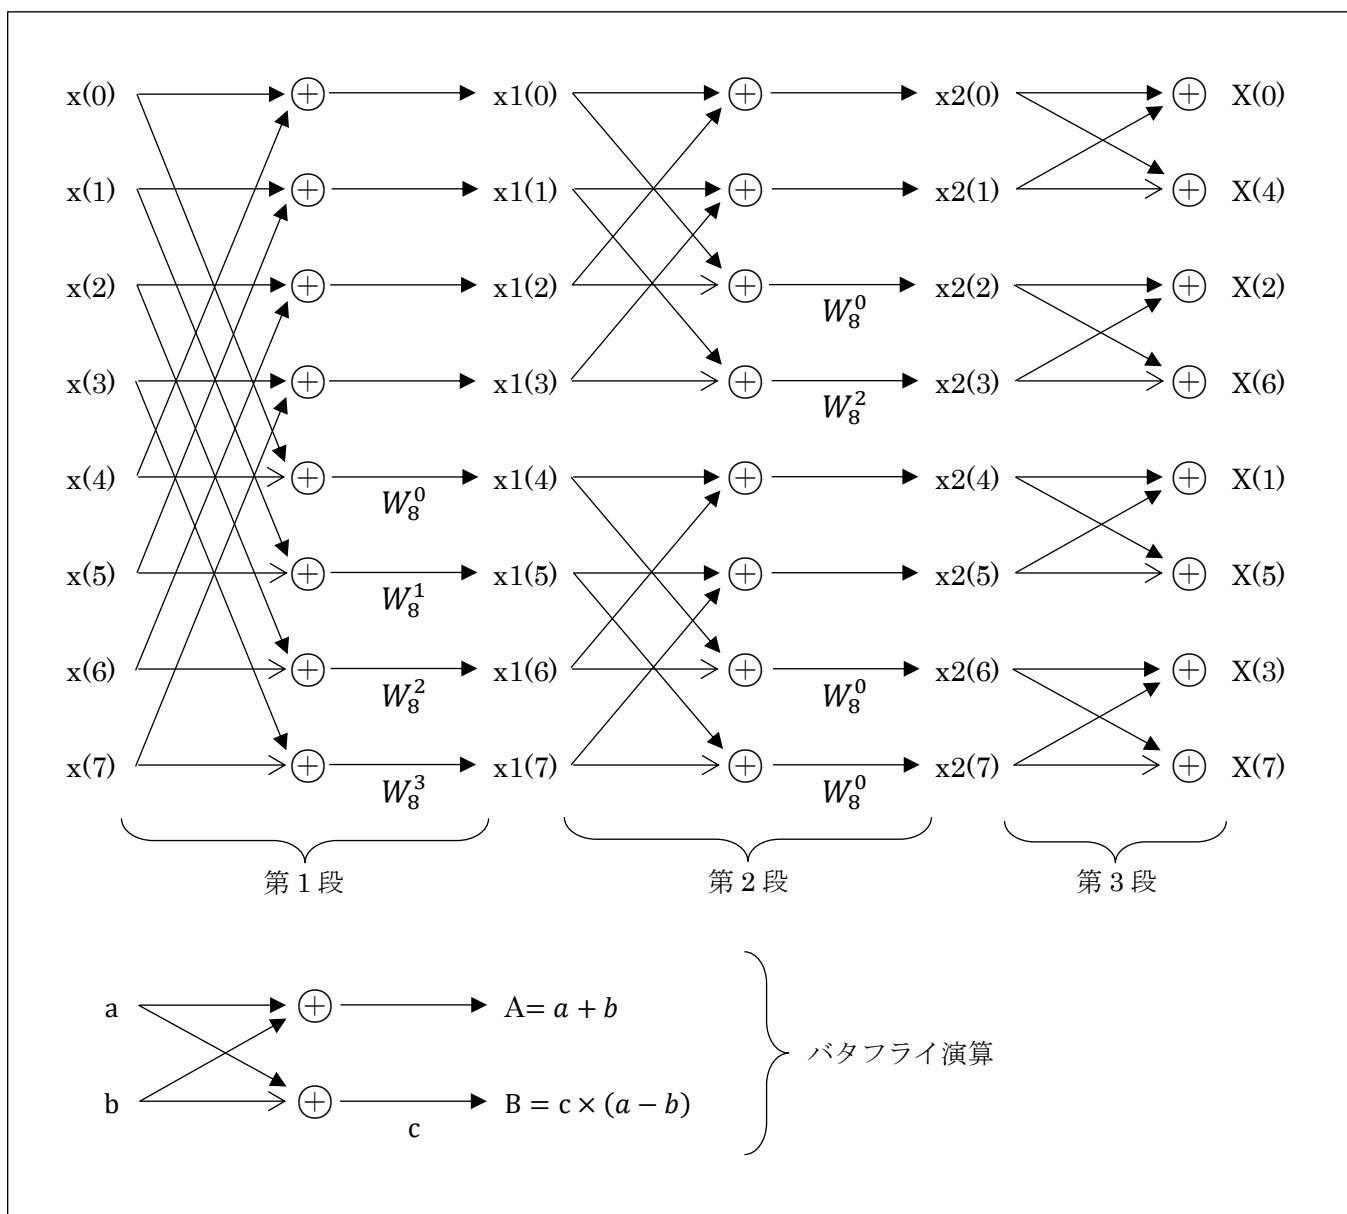 x(0) x1(0) x2(0) X(0)
x(1) x1(1) x2(1) X(4)
x(2) x1(2) x2(2) X(2)
W₈⁰
x(3) x1(3) x2(3) X(6)
W₈²
x(4) x1(4) x2(4) X(1)
W₈⁰
x(5) x1(5) x2(5) X(5)
W₈¹
x(6) x1(6) x2(6) X(3)
W₈² W₈⁰
x(7) x1(7) x2(7) X(7)
W₈³ W₈⁰
第１段 第２段 第３段
a A= a + b
バタフライ演算
b B = c × (a − b)
c